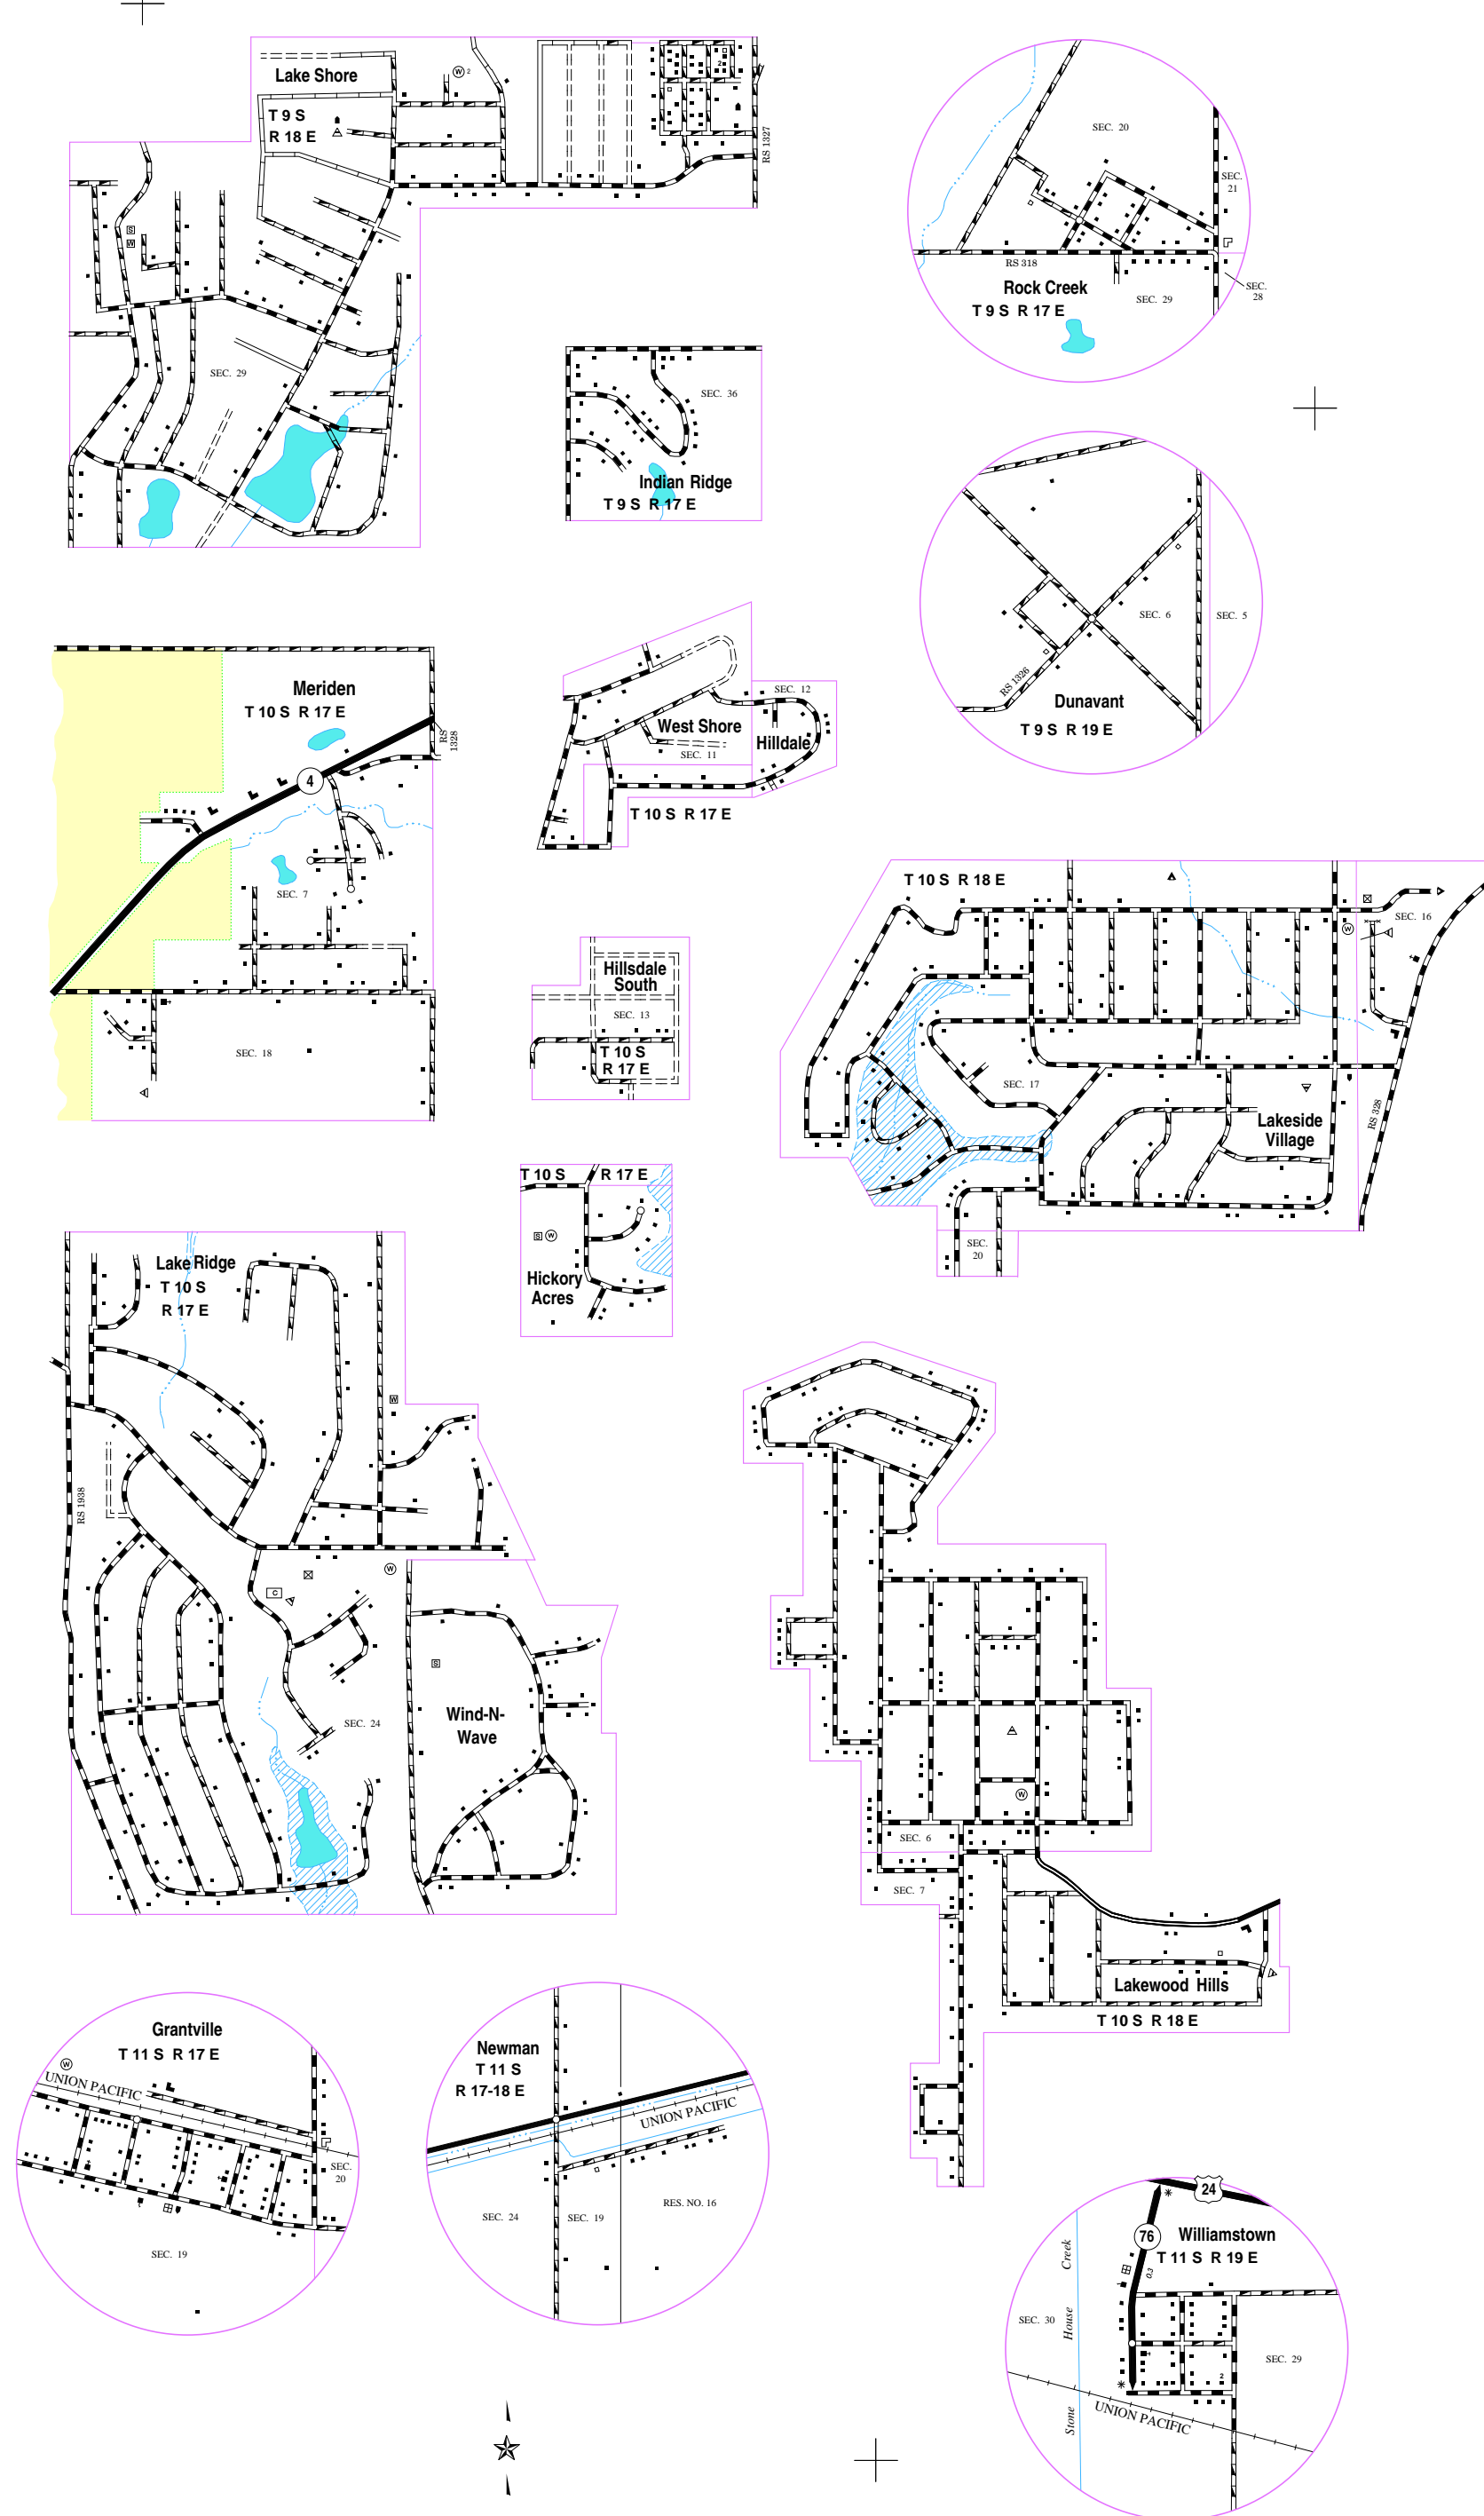 Lake Shore
T 9 S
R 18 E
W 2
2
RS 1327
S
W
SEC. 29
SEC. 20
SEC. 21
RS 318
Rock Creek
T 9 S R 17 E
SEC. 29
SEC. 28
SEC. 36
Indian Ridge
T 9 S R 17 E
SEC. 6
SEC. 5
RS 1326
Dunavant
T 9 S R 19 E
Meriden
T 10 S R 17 E
RS 1328
4
SEC. 7
SEC. 18
SEC. 12
West Shore
Hilldale
SEC. 11
T 10 S R 17 E
T 10 S R 18 E
SEC. 16
W
SEC. 17
Lakeside
Village
RS 328
SEC.
20
Hillsdale
South
SEC. 13
T 10 S
R 17 E
T 10 S R 17 E
S W
Hickory
Acres
Lake Ridge
T 10 S
R 17 E
W
RS 1938
W
C
S
SEC. 24
Wind-N-
Wave
W
SEC. 6
SEC. 7
Lakewood Hills
T 10 S R 18 E
Grantville
T 11 S R 17 E
W
UNION PACIFIC
SEC.
20
SEC. 19
Newman
T 11 S
R 17-18 E
UNION PACIFIC
RES. NO. 16
SEC. 24
SEC. 19
24
76
Williamstown
T 11 S R 19 E
0.3
Stone House Creek
SEC. 30
SEC. 29
2
UNION PACIFIC